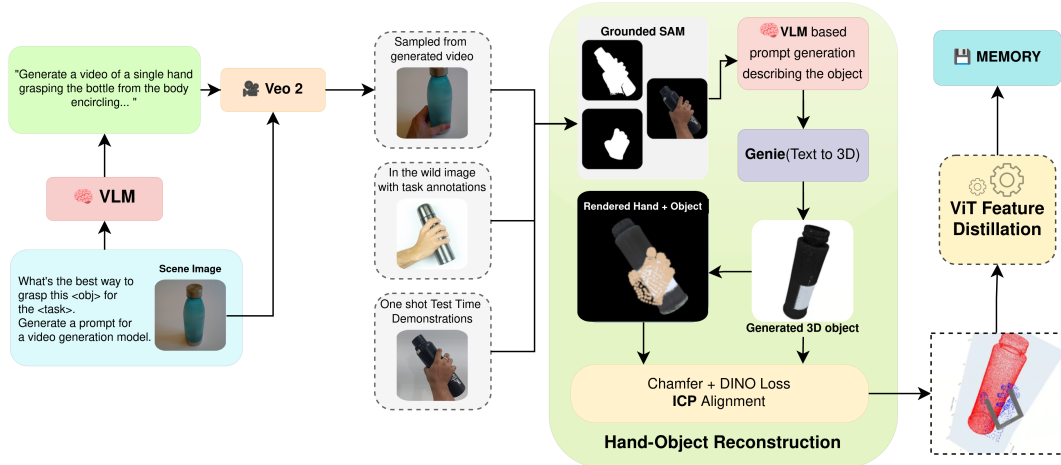 "Generate a video of a single hand
grasping the bottle from the body
encircling... "
VLM
What's the best way to
grasp this <obj> for
the <task>.
Generate a prompt for
a video generation model.
Scene Image
Veo 2
Sampled from
generated video
In the wild image
with task annotations
One shot Test Time
Demonstrations
Grounded SAM
VLM based
prompt generation
describing the object
Genie(Text to 3D)
Rendered Hand + Object
Generated 3D object
Chamfer + DINO Loss
ICP Alignment
Hand-Object Reconstruction
MEMORY
ViT Feature
Distillation